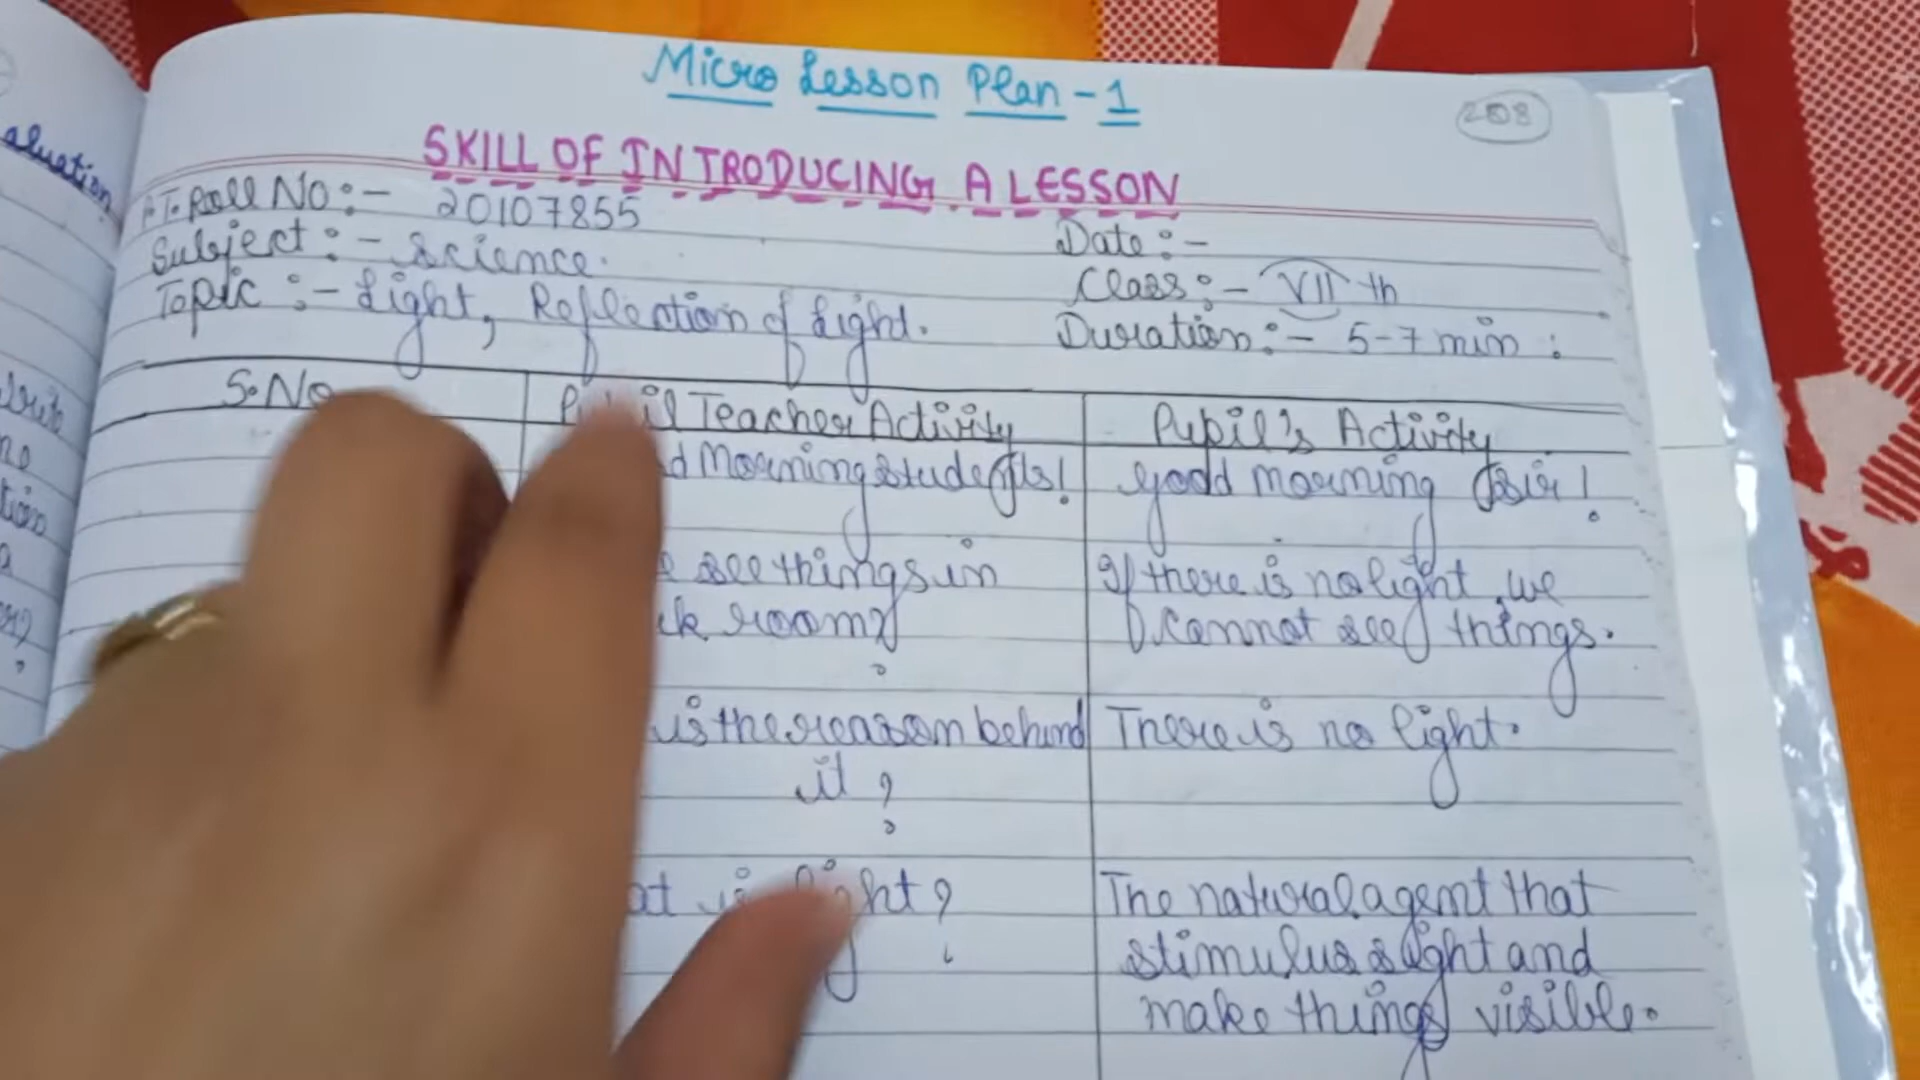 Micro Lesson Plan - 1
208
SKILL OF INTRODUCING A LESSON
P.T. Roll No:- 20107855
Date:-
Subject:- Science.
Class:- VII th
Topic:- Light, Reflection of Light.
Duration:- 5-7 min:
S.No
Pupil Teacher Activity
Pupil's Activity
d Morning students!
Good morning sir!
see things in
If there is no light, we
room?
cannot see things.
is the reason behind
There is no light.
it?
light?
The natural agent that
stimulus sight and
make things visible.
aluation